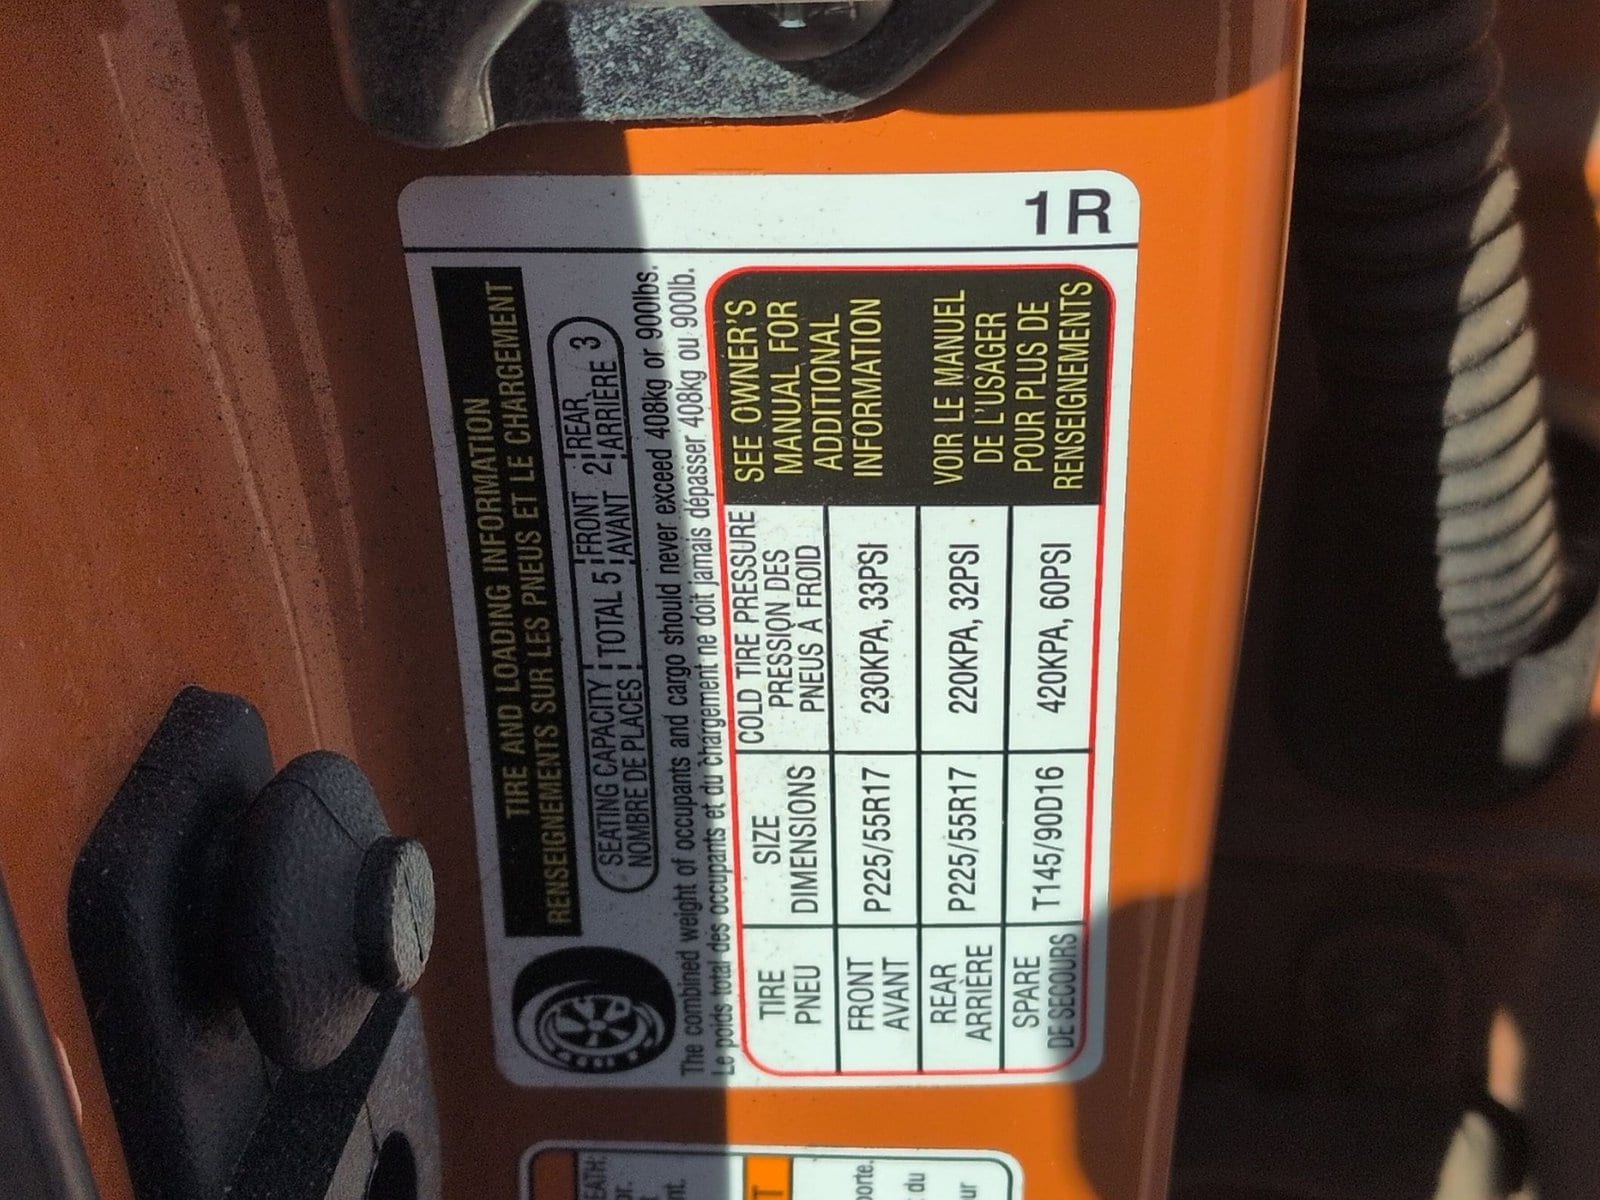 TIRE AND LOADING INFORMATION
RENSEIGNEMENTS SUR LES PNEUS ET LE CHARGEMENT
SEATING CAPACITY TOTAL 5 FRONT 2 REAR 3
NOMBRE DE PLACES AVANT ARRIÈRE
The combined weight of occupants and cargo should never exceed 408kg or 900lbs.
Le poids total des occupants et du chargement ne doit jamais dépasser 408kg ou 900lb.
TIRE SIZE COLD TIRE PRESSURE
PNEU DIMENSIONS PRESSION DES
PNEUS À FROID
FRONT P225/55R17 230KPA, 33PSI
AVANT
REAR P225/55R17 220KPA, 32PSI
ARRIÈRE
SPARE T145/90D16 420KPA, 60PSI
DE SECOURS
SEE OWNER'S
MANUAL FOR
ADDITIONAL
INFORMATION
VOIR LE MANUEL
DE L'USAGER
POUR PLUS DE
RENSEIGNEMENTS
1R